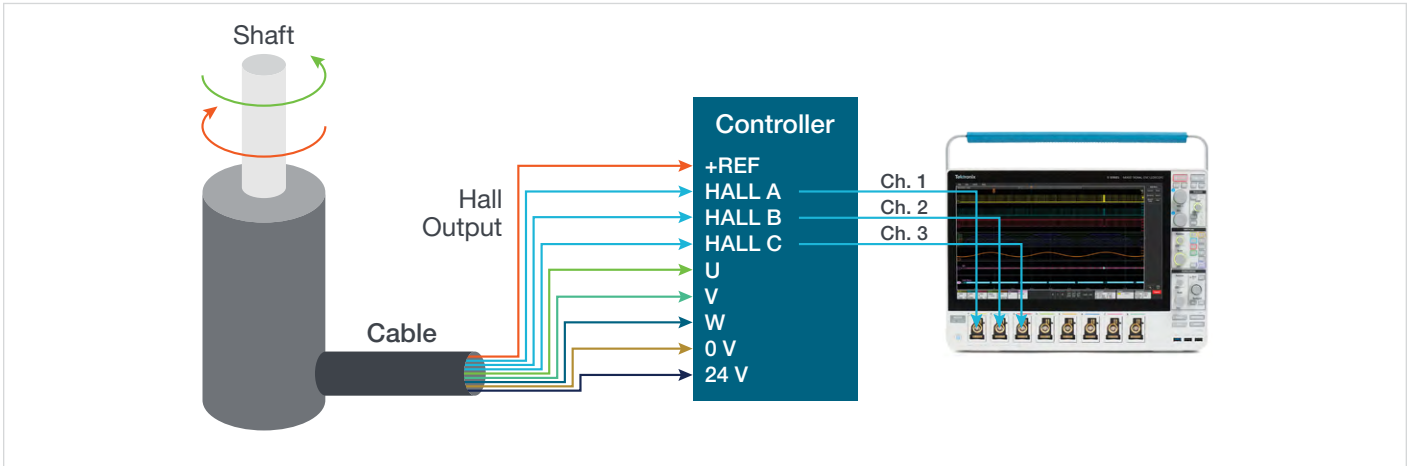 Shaft
Hall
Output
Cable
Controller
+REF
HALL A
HALL B
HALL C
U
V
W
0 V
24 V
Ch. 1
Ch. 2
Ch. 3
Tektronix